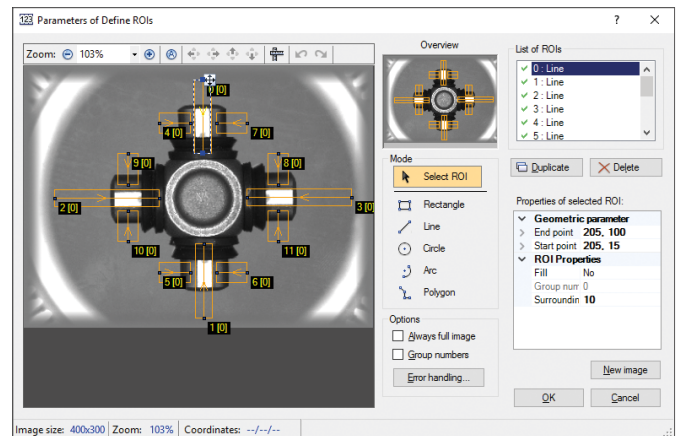 123 Parameters of Define ROIs ? ×
Zoom: 103%
0 [0]
4 [0] 7 [0]
9 [0] 8 [0]
2 [0] 3 [0]
10 [0] 11 [0]
5 [0] 6 [0]
1 [0]
Overview
Mode
Select ROI
Rectangle
Line
Circle
Arc
Polygon
Options
Always full image
Group numbers
Error handling...
List of ROIs
0 : Line
1 : Line
2 : Line
3 : Line
4 : Line
5 : Line
Duplicate Delete
Properties of selected ROI:
Geometric parameter
End point 205, 100
Start point 205, 15
ROI Properties
Fill No
Group num 0
Surroundin 10
New image
OK Cancel
Image size: 400x300 Zoom: 103% Coordinates: --/--/--